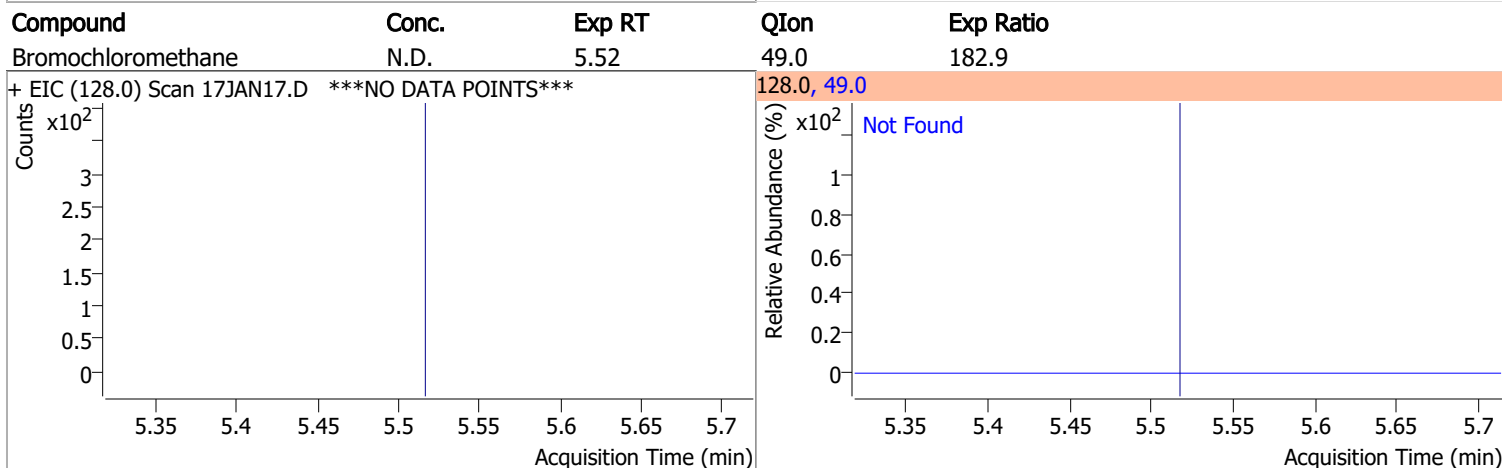 Compound Conc. Exp RT QIon Exp Ratio
Bromochloromethane N.D. 5.52 49.0 182.9
+ EIC (128.0) Scan 17JAN17.D ***NO DATA POINTS***
Counts
x10²
3
2.5
2
1.5
1
0.5
0
5.35 5.4 5.45 5.5 5.55 5.6 5.65 5.7
Acquisition Time (min)
128.0, 49.0
Relative Abundance (%)
x10²
Not Found
1
0.8
0.6
0.4
0.2
0
5.35 5.4 5.45 5.5 5.55 5.6 5.65 5.7
Acquisition Time (min)